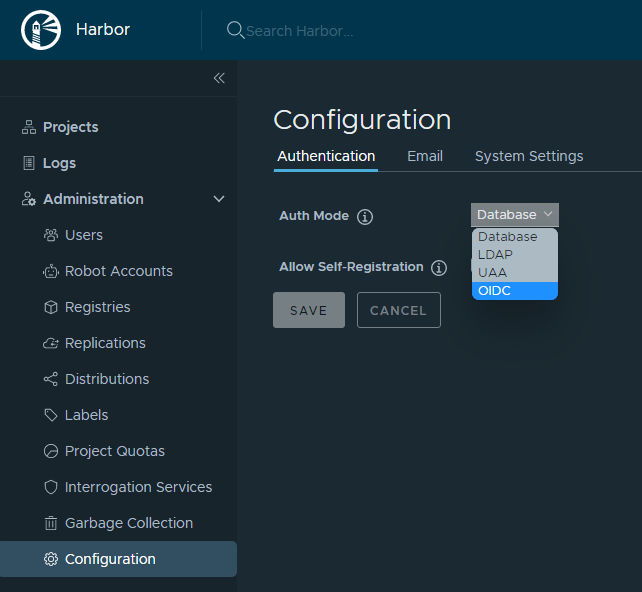 Harbor
Search Harbor...
Projects
Logs
Administration
Users
Robot Accounts
Registries
Replications
Distributions
Labels
Project Quotas
Interrogation Services
Garbage Collection
Configuration
Configuration
Authentication Email System Settings
Auth Mode Database
Database
LDAP
UAA
OIDC
Allow Self-Registration
SAVE CANCEL